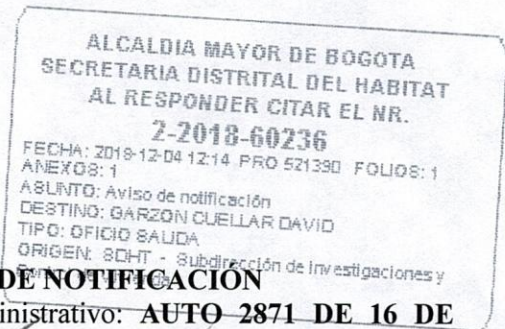 ALCALDIA MAYOR DE BOGOTA
SECRETARIA DISTRITAL DEL HABITAT
AL RESPONDER CITAR EL NR.
2-2018-60236
FECHA: 2018-12-04 12:14 PRO 521390 FOLIOS: 1
ANEXOS: 1
ASUNTO: Aviso de notificación
DESTINO: GARZON CUELLAR DAVID
TIPO: OFICIO SALIDA
ORIGEN: SDHT - Subdirección de Investigaciones y
DE NOTIFICACIÓN
ministrativo: AUTO 2871 DE 16 DE